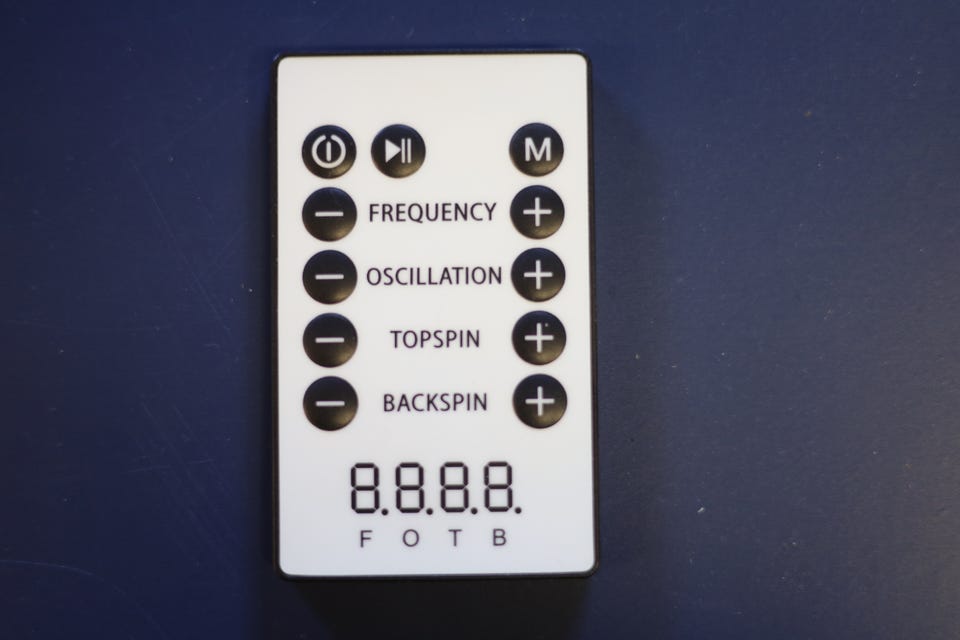 M
− FREQUENCY +
− OSCILLATION +
− TOPSPIN +
− BACKSPIN +
8.8.8.8.
F O T B